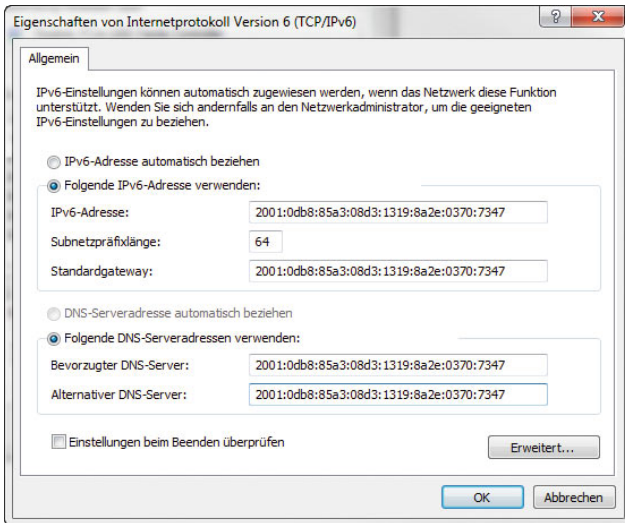 Eigenschaften von Internetprotokoll Version 6 (TCP/IPv6)
Allgemein
IPv6-Einstellungen können automatisch zugewiesen werden, wenn das Netzwerk diese Funktion
unterstützt. Wenden Sie sich andernfalls an den Netzwerkadministrator, um die geeigneten
IPv6-Einstellungen zu beziehen.
IPv6-Adresse automatisch beziehen
Folgende IPv6-Adresse verwenden:
IPv6-Adresse: 2001:0db8:85a3:08d3:1319:8a2e:0370:7347
Subnetzpräfixlänge: 64
Standardgateway: 2001:0db8:85a3:08d3:1319:8a2e:0370:7347
DNS-Serveradresse automatisch beziehen
Folgende DNS-Serveradressen verwenden:
Bevorzugter DNS-Server: 2001:0db8:85a3:08d3:1319:8a2e:0370:7347
Alternativer DNS-Server: 2001:0db8:85a3:08d3:1319:8a2e:0370:7347
Einstellungen beim Beenden überprüfen
Erweitert...
OK Abbrechen